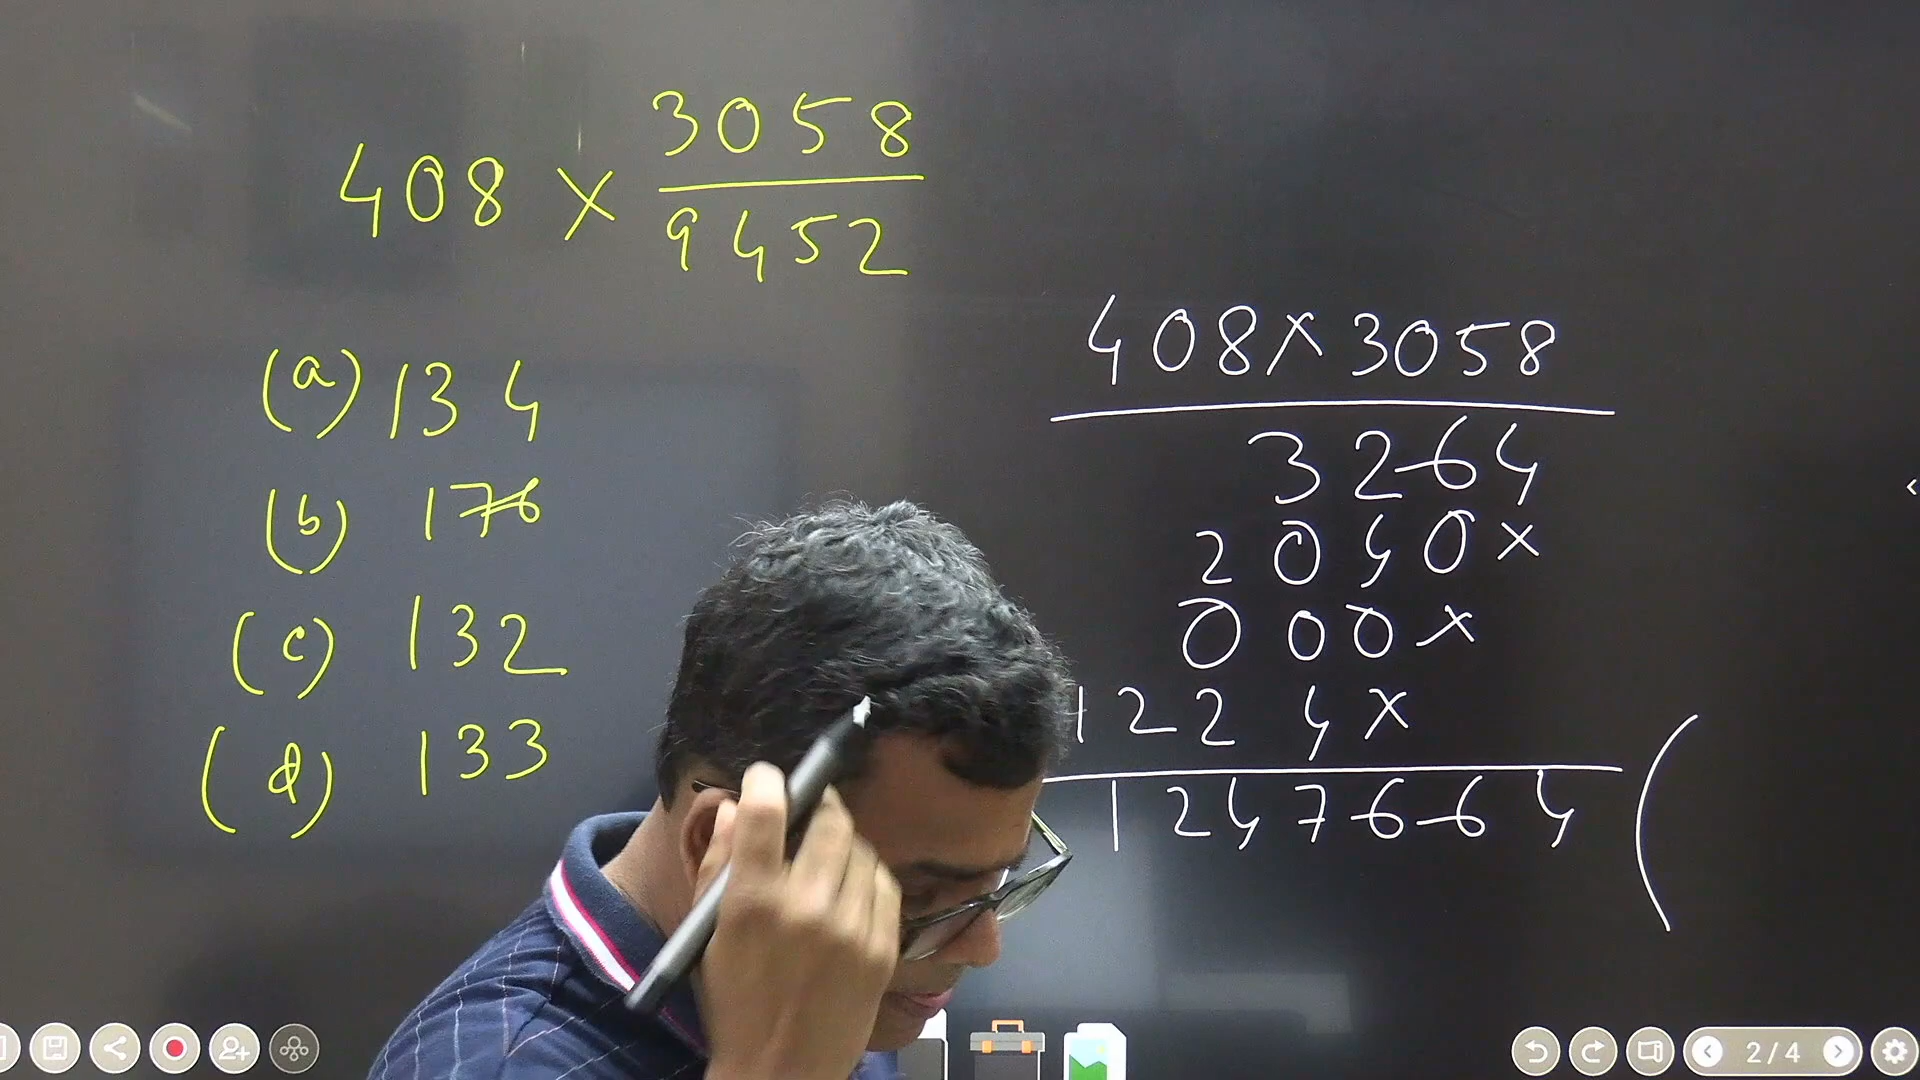 408 × 3058
9452
(a) 134
(b) 176
(c) 132
(d) 133
408×3058
3264
2040×
000×
1224×
1247664 (
2/4